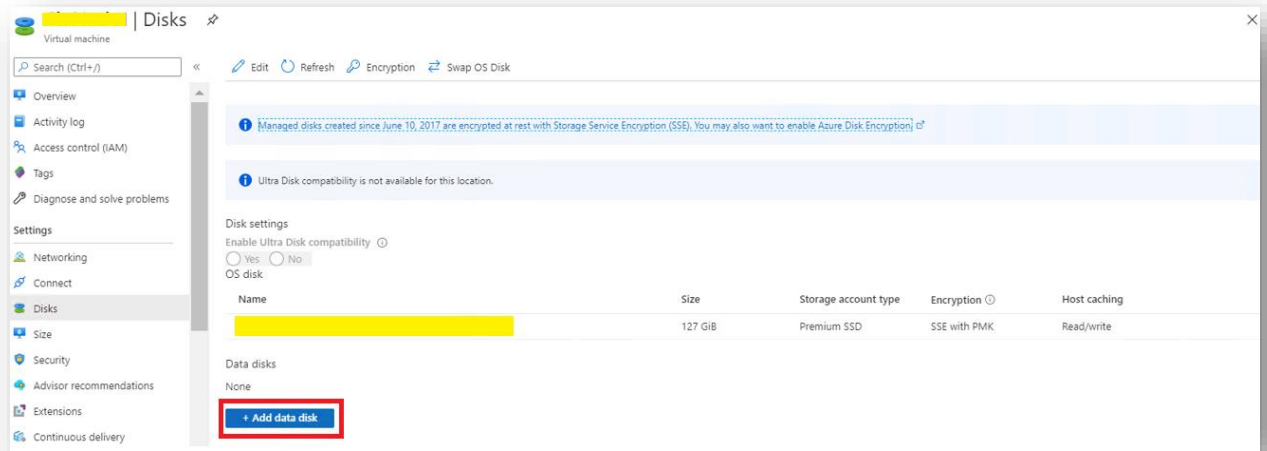 | Disks
Virtual machine
Search (Ctrl+/)
«
Edit Refresh Encryption Swap OS Disk
Overview
Activity log
Access control (IAM)
Tags
Diagnose and solve problems
Settings
Networking
Connect
Disks
Size
Security
Advisor recommendations
Extensions
Continuous delivery
Managed disks created since June 10, 2017 are encrypted at rest with Storage Service Encryption (SSE). You may also want to enable Azure Disk Encryption.
Ultra Disk compatibility is not available for this location.
Disk settings
Enable Ultra Disk compatibility
Yes No
OS disk
Name Size Storage account type Encryption Host caching
127 GiB Premium SSD SSE with PMK Read/write
Data disks
None
+ Add data disk